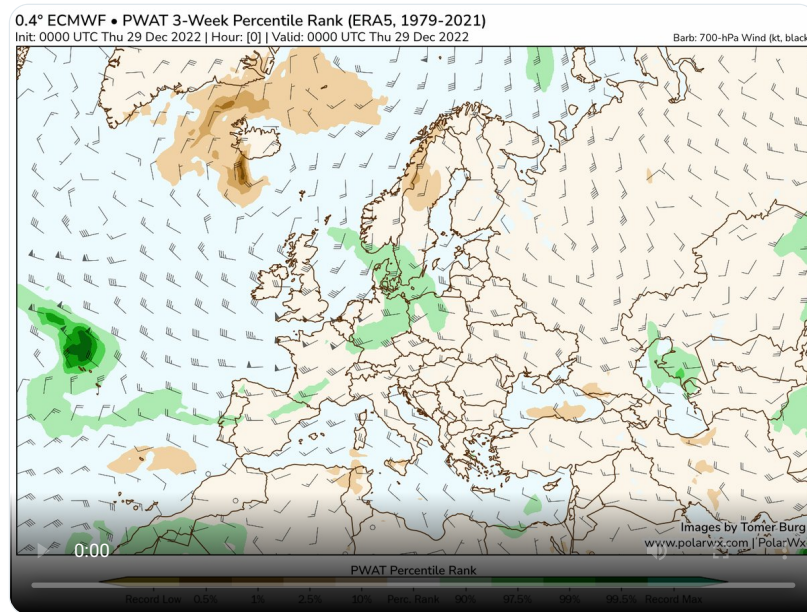 0.4° ECMWF • PWAT 3-Week Percentile Rank (ERA5, 1979-2021)
Init: 0000 UTC Thu 29 Dec 2022 | Hour: [0] | Valid: 0000 UTC Thu 29 Dec 2022
Barb: 700-hPa Wind (kt, black
Images by Tomer Burg
www.polarwx.com | PolarWx
0:00
PWAT Percentile Rank
Record Low 0.5% 1% 2.5% 10% Perc. Rank 90% 97.5% 99% 99.5% Record Max